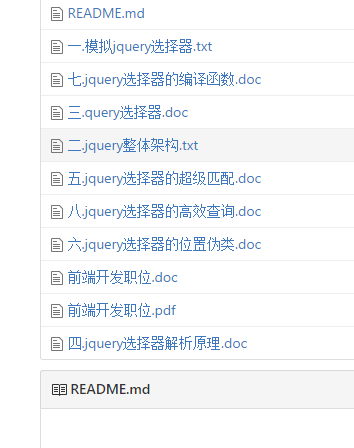 README.md
一.模拟jquery选择器.txt
七.jquery选择器的编译函数.doc
三.query选择器.doc
二.jquery整体架构.txt
五.jquery选择器的超级匹配.doc
八.jquery选择器的高效查询.doc
六.jquery选择器的位置伪类.doc
前端开发职位.doc
前端开发职位.pdf
四.jquery选择器解析原理.doc
README.md